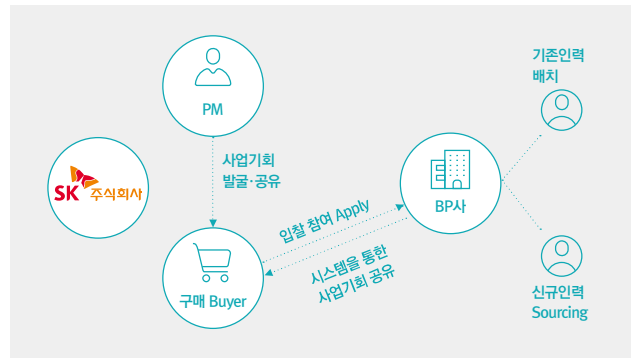 PM
사업기회
발굴·공유
SK 주식회사
구매 Buyer
입찰 참여 Apply
시스템을 통한
사업기회 공유
BP사
기존인력
배치
신규인력
Sourcing